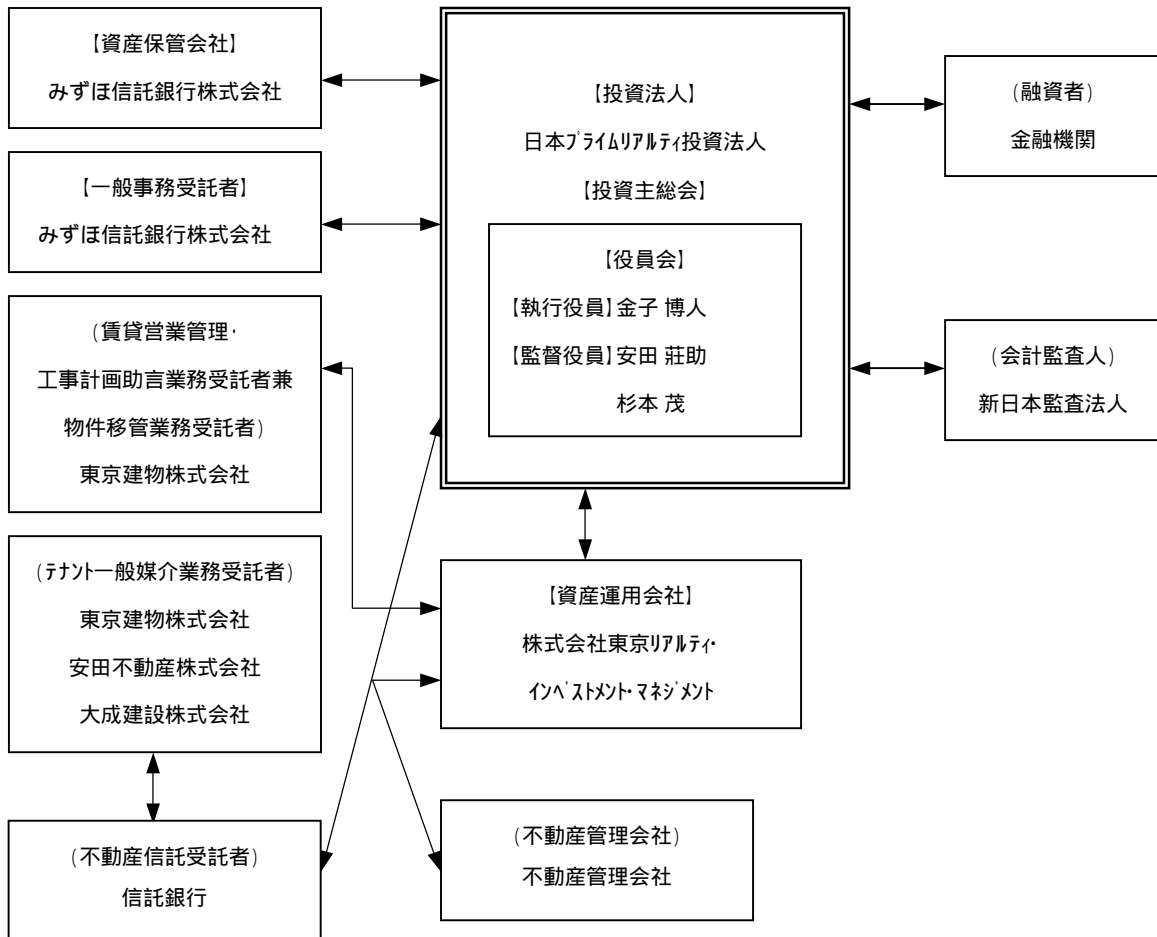 【資産保管会社】
みずほ信託銀行株式会社
【一般事務受託者】
みずほ信託銀行株式会社
(賃貸営業管理・
工事計画助言業務受託者兼
物件移管業務受託者)
東京建物株式会社
(ﾃﾅﾝﾄ一般媒介業務受託者)
東京建物株式会社
安田不動産株式会社
大成建設株式会社
(不動産信託受託者)
信託銀行
【投資法人】
日本ﾌﾟﾗｲﾑﾘｱﾙﾃｨ投資法人
【投資主総会】
【役員会】
【執行役員】金子 博人
【監督役員】安田 莊助
杉本 茂
【資産運用会社】
株式会社東京ﾘｱﾙﾃｨ・
ｲﾝﾍﾞｽﾄﾒﾝﾄ・ﾏﾈｼﾞﾒﾝﾄ
(不動産管理会社)
不動産管理会社
(融資者)
金融機関
(会計監査人)
新日本監査法人